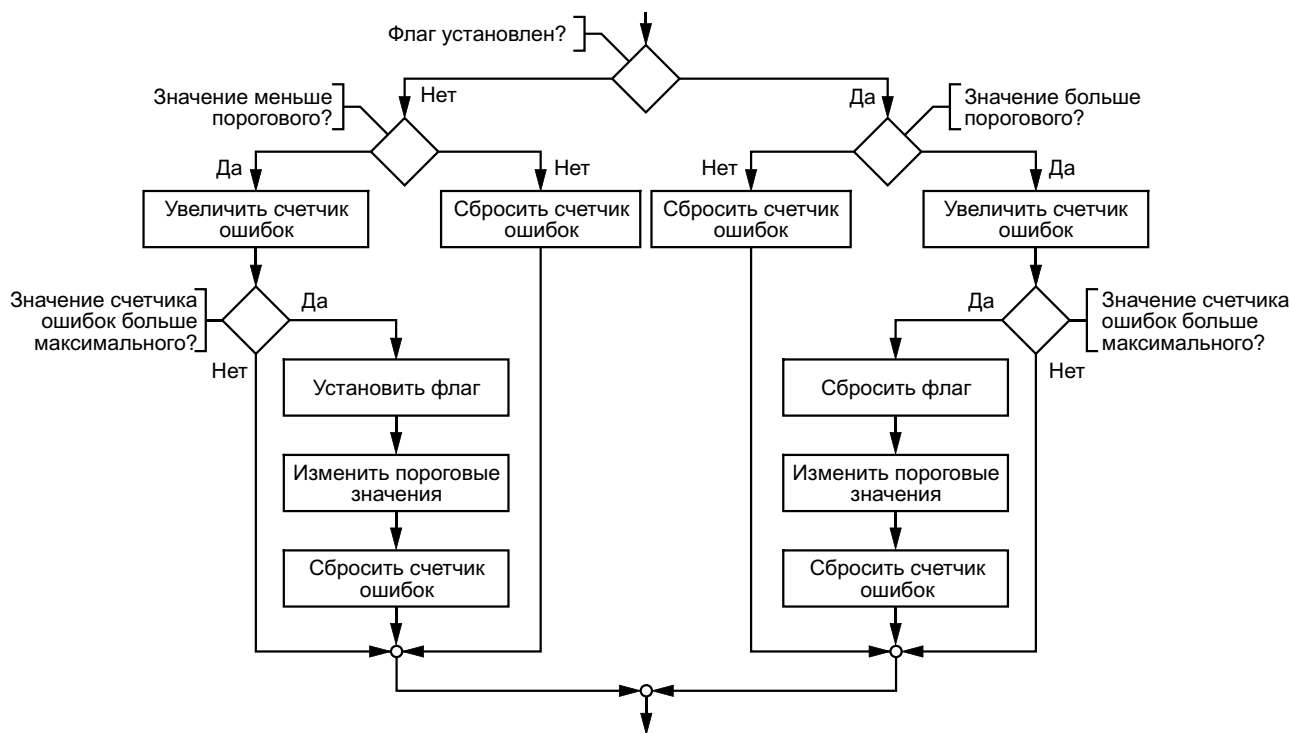 Флаг установлен?
Нет
Да
Значение меньше
порогового?
Значение больше
порогового?
Да
Нет
Нет
Да
Увеличить счетчик
ошибок
Сбросить счетчик
ошибок
Сбросить счетчик
ошибок
Увеличить счетчик
ошибок
Значение счетчика
ошибок больше
максимального?
Да
Нет
Да
Нет
Значение счетчика
ошибок больше
максимального?
Установить флаг
Сбросить флаг
Изменить пороговые
значения
Изменить пороговые
значения
Сбросить счетчик
ошибок
Сбросить счетчик
ошибок